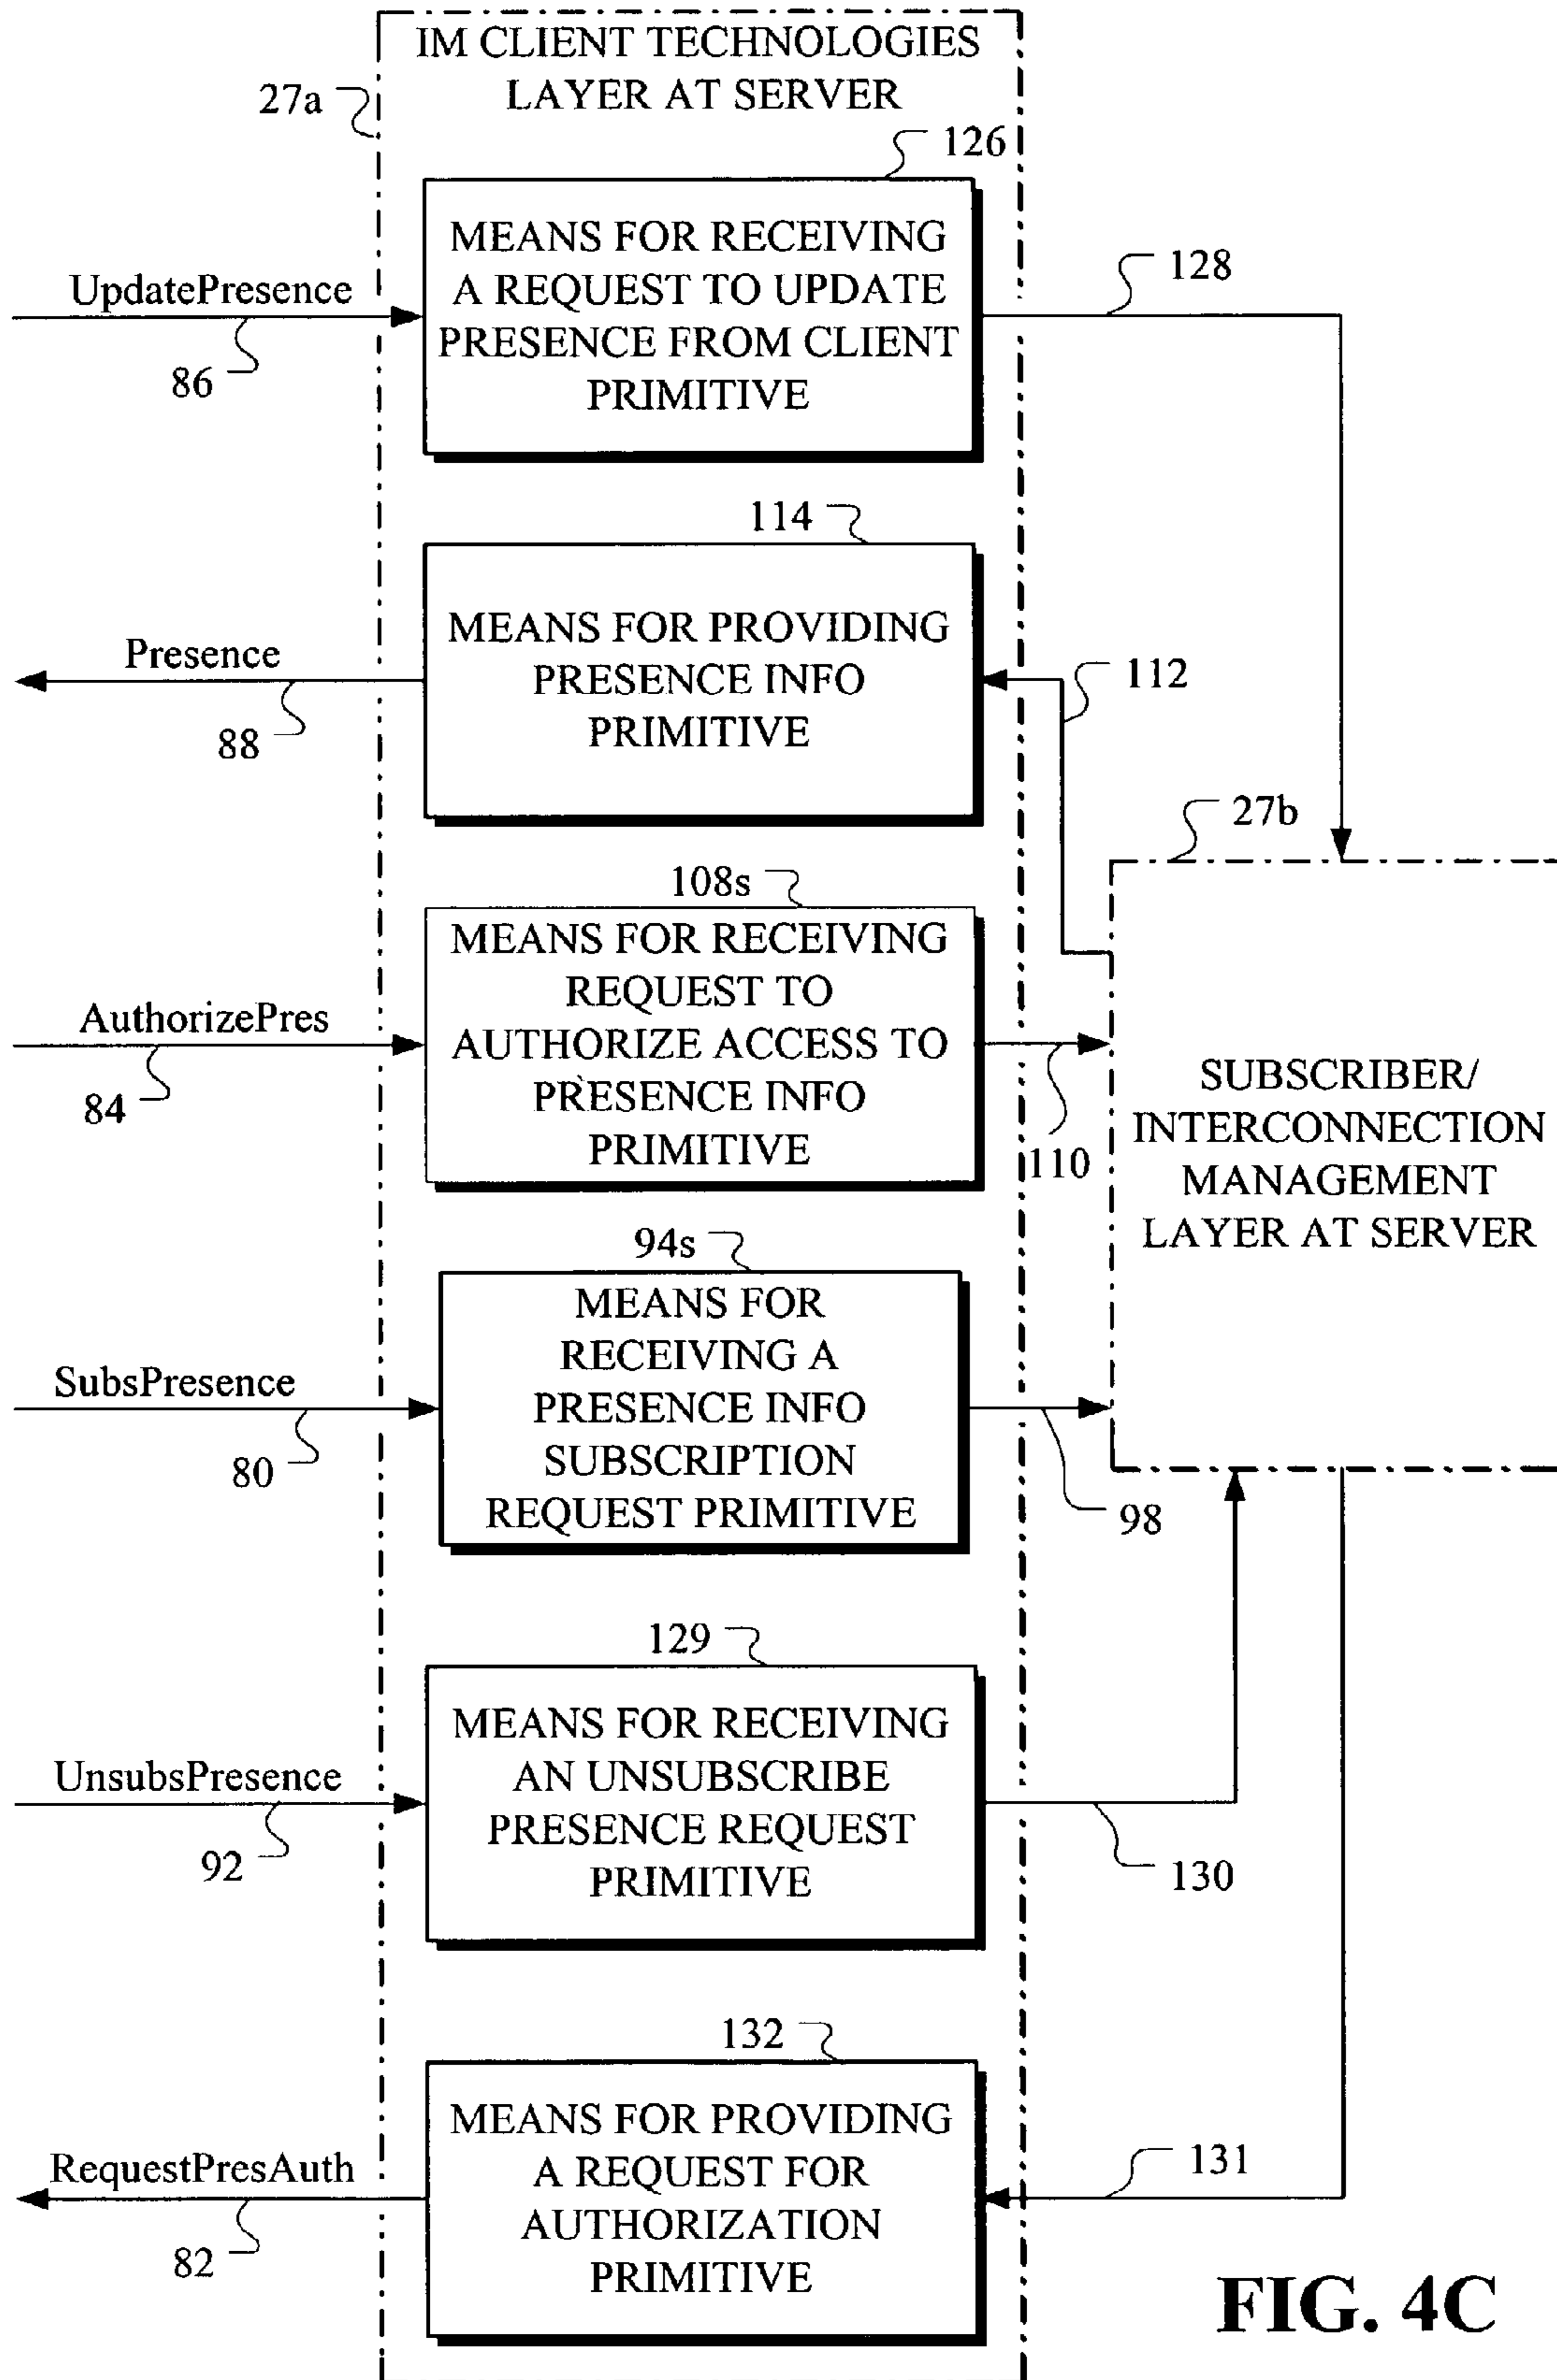 IM CLIENT TECHNOLOGIES
LAYER AT SERVER
27a
126
MEANS FOR RECEIVING
A REQUEST TO UPDATE
PRESENCE FROM CLIENT
PRIMITIVE
UpdatePresence
86
128
114
MEANS FOR PROVIDING
PRESENCE INFO
PRIMITIVE
Presence
88
112
27b
108s
MEANS FOR RECEIVING
REQUEST TO
AUTHORIZE ACCESS TO
PRESENCE INFO
PRIMITIVE
AuthorizePres
84
110
SUBSCRIBER/
INTERCONNECTION
MANAGEMENT
LAYER AT SERVER
94s
MEANS FOR
RECEIVING A
PRESENCE INFO
SUBSCRIPTION
REQUEST PRIMITIVE
SubsPresence
80
98
129
MEANS FOR RECEIVING
AN UNSUBSCRIBE
PRESENCE REQUEST
PRIMITIVE
UnsubsPresence
92
130
132
MEANS FOR PROVIDING
A REQUEST FOR
AUTHORIZATION
PRIMITIVE
RequestPresAuth
82
131
FIG. 4C